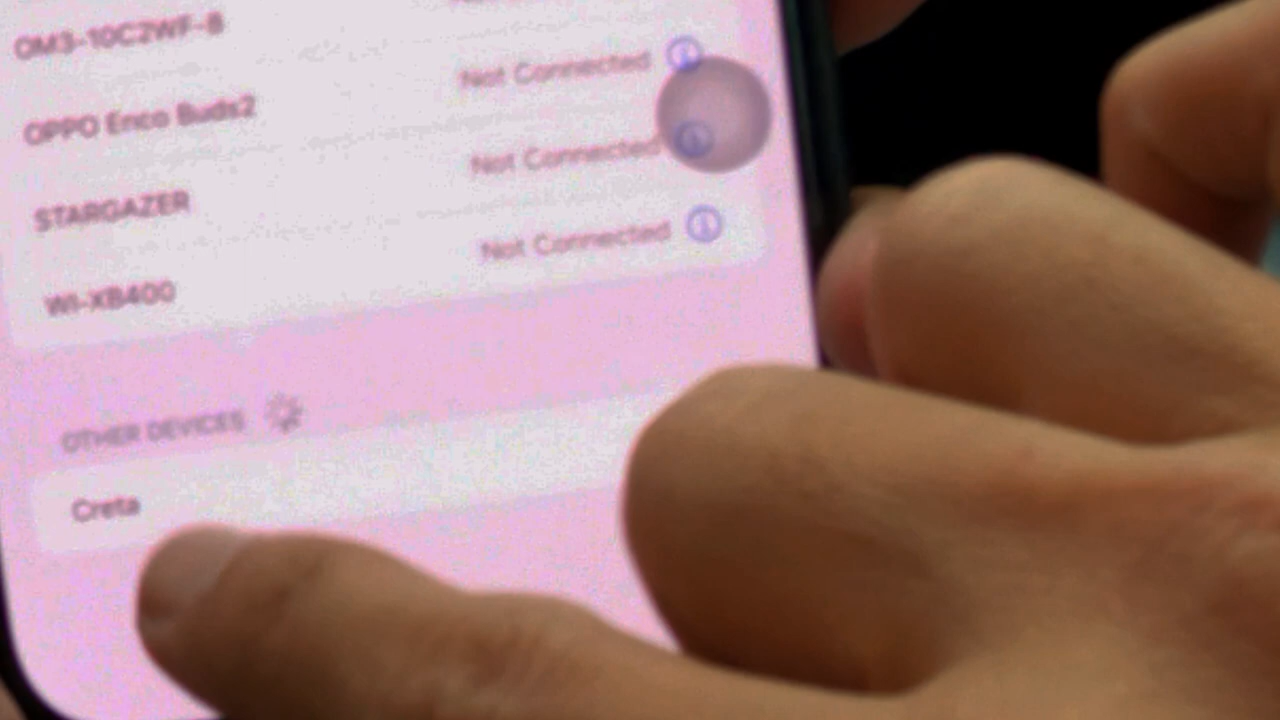 OM3-10C2WF-8
OPPO Enco Buds2 Not Connected
STARGAZER Not Connected
WI-XB400 Not Connected
OTHER DEVICES
Creta